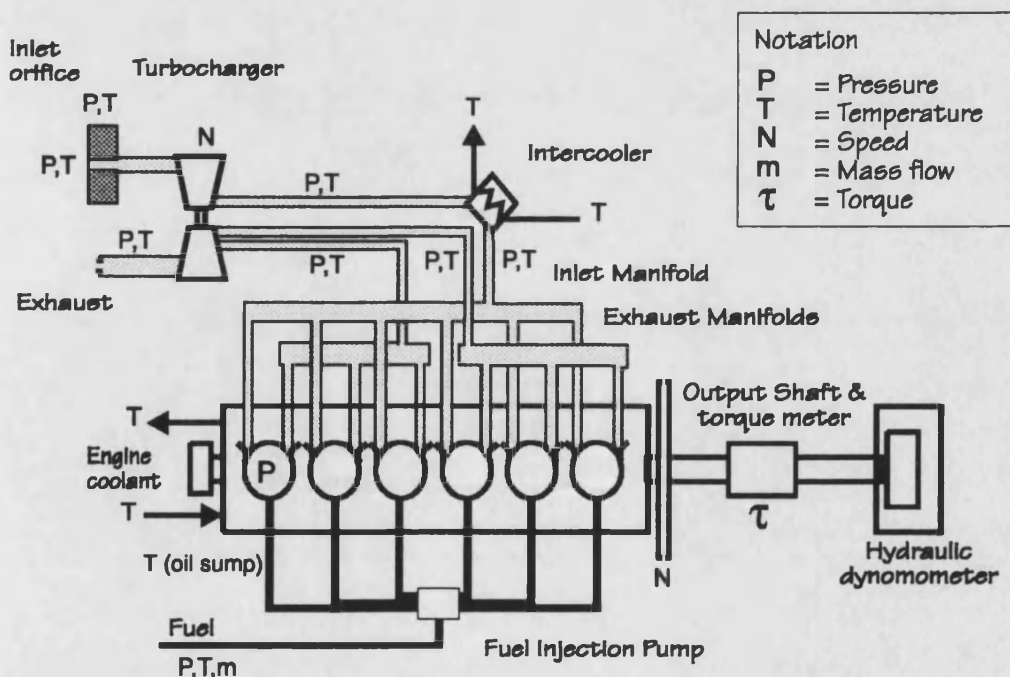 Inlet
orifice
Turbocharger
P,T
N
P,T
P,T
T
Intercooler
T
P,T
Exhaust
P,T
P,T
P,T
Inlet Manifold
Exhaust Manifolds
Notation
P = Pressure
T = Temperature
N = Speed
m = Mass flow
τ = Torque
T
Engine
coolant
T
P
T (oil sump)
Output Shaft &
torque meter
τ
N
Hydraulic
dynomometer
Fuel
P,T,m
Fuel Injection Pump